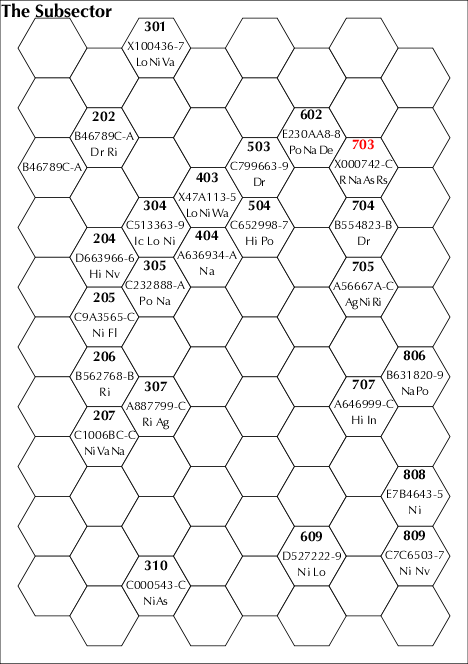 The Subsector
301
X100436-7
Lo Ni Va
202
B46789C-A
Dr Ri
602
E230AA8-8
Po Na De
703
X000742-C
R Na As Rs
503
C799663-9
Dr
B46789C-A
403
X47A113-5
Lo Ni Wa
304
C513363-9
Ic Lo Ni
504
C652998-7
Hi Po
704
B554823-B
Dr
204
D663966-6
Hi Nv
404
A636934-A
Na
305
C232888-A
Po Na
705
A56667A-C
Ag Ni Ri
205
C9A3565-C
Ni Fl
206
B562768-B
Ri
806
B631820-9
Na Po
307
A887799-C
Ri Ag
707
A646999-C
Hi In
207
C1006BC-C
Ni Va Na
808
E7B4643-5
Ni
609
D527222-9
Ni Lo
809
C7C6503-7
Ni Nv
310
C000543-C
Ni As